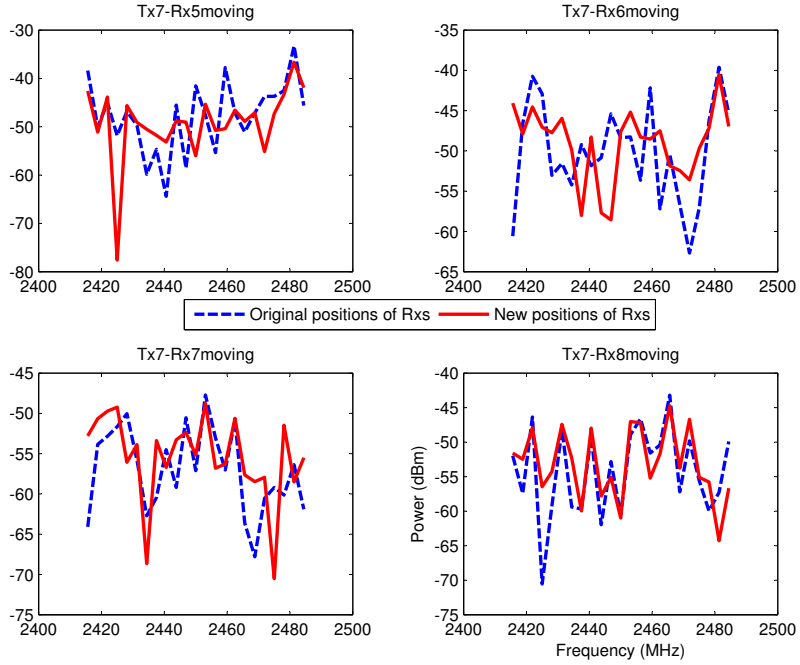 Tx7-Rx5moving
-30
-40
-50
-60
-70
-80
2400 2420 2440 2460 2480 2500
Tx7-Rx6moving
-35
-40
-45
-50
-55
-60
-65
2400 2420 2440 2460 2480 2500
Original positions of Rxs New positions of Rxs
Tx7-Rx7moving
-45
-50
-55
-60
-65
-70
-75
2400 2420 2440 2460 2480 2500
Tx7-Rx8moving
-40
-45
-50
-55
-60
-65
-70
-75
Power (dBm)
2400 2420 2440 2460 2480 2500
Frequency (MHz)